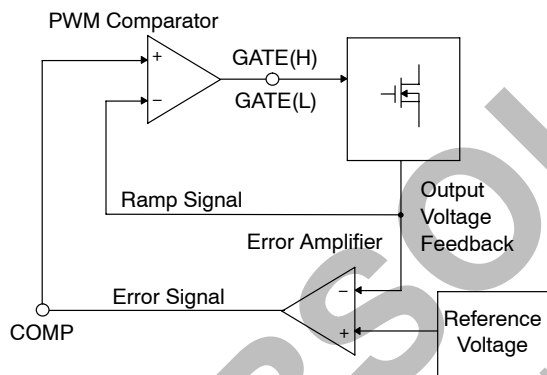 PWM Comparator
+
−
GATE(H)
GATE(L)
Ramp Signal
Output
Voltage
Feedback
Error Amplifier
−
+
Error Signal
COMP
Reference
Voltage